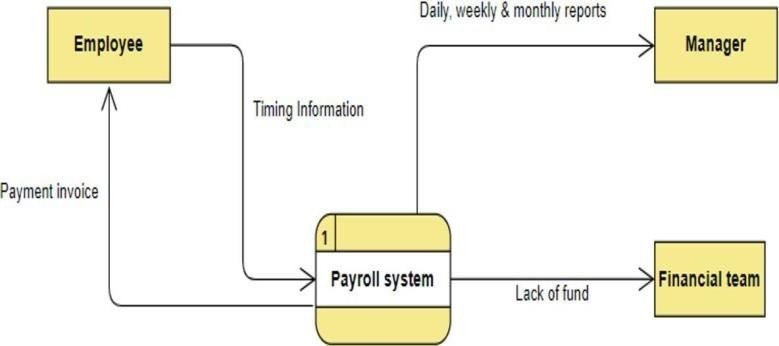 Daily, weekly & monthly reports
Employee
Manager
Timing Information
Payment invoice
1
Payroll system
Financial team
Lack of fund